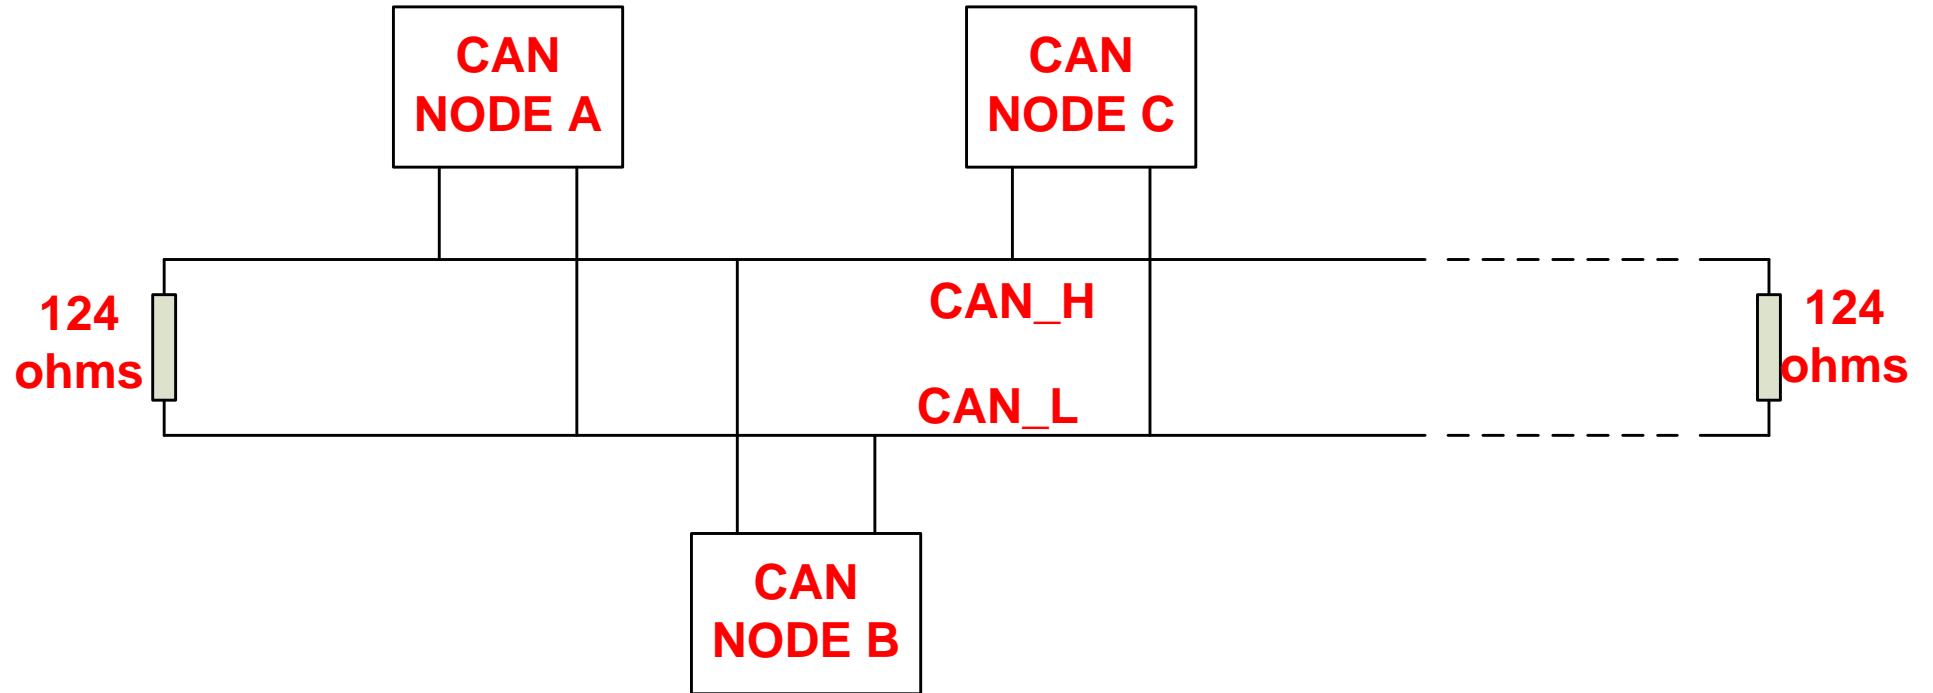 CAN
NODE A
CAN
NODE C
124
ohms
CAN_H
124
ohms
CAN_L
CAN
NODE B